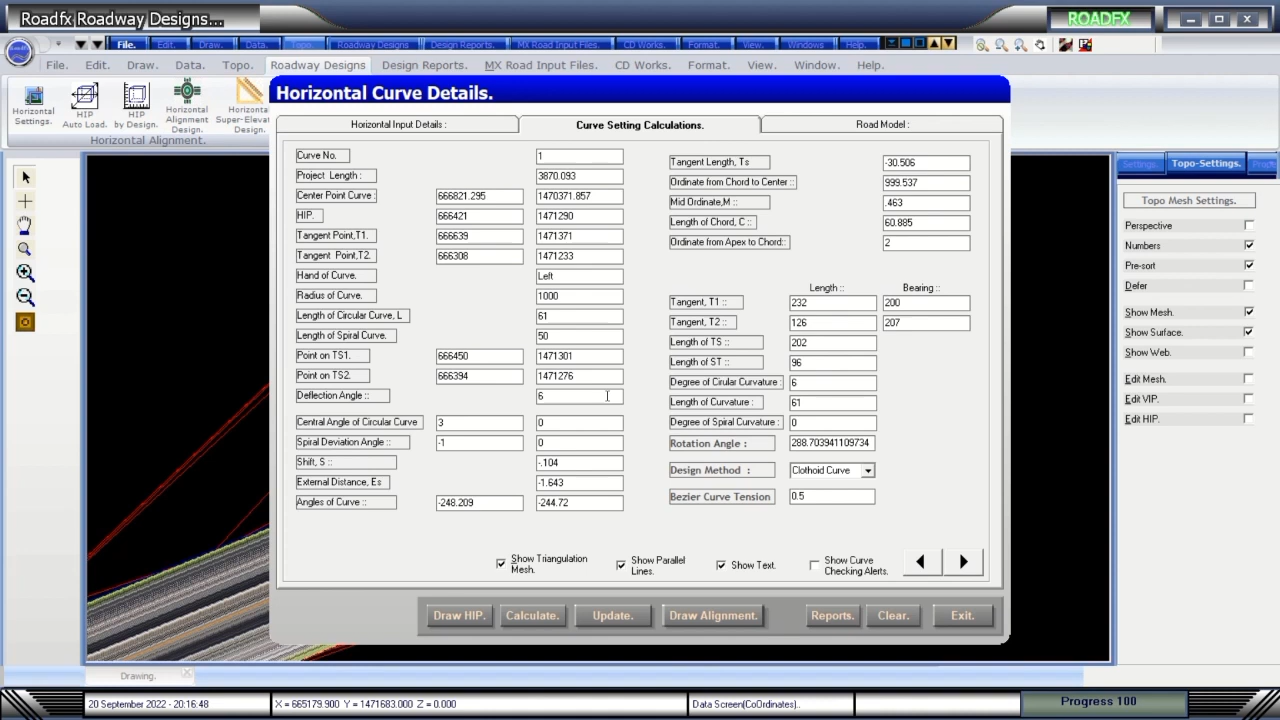 Roadfx Roadway Designs...
ROADFX
File. Edit. Draw. Data. Topo. Roadway Designs Design Reports. MX Road Input Files. CD Works. Format. View. Windows Help.
File. Edit. Draw. Data. Topo. Roadway Designs Design Reports. MX Road Input Files. CD Works. Format. View. Window. Help.
Horizontal Settings.
HIP Auto Load.
HIP by Design.
Horizontal Alignment Design.
Horizonta Super-Elevat Design.
Horizontal Alignment.
Horizontal Curve Details.
Horizontal Input Details :
Curve Setting Calculations.
Road Model :
Curve No. 1
Project Length : 3870.093
Center Point Curve : 666821.295 1470371.857
HIP. 666421 1471290
Tangent Point,T1. 666639 1471371
Tangent Point,T2. 666308 1471233
Hand of Curve. Left
Radius of Curve. 1000
Length of Circular Curve, L 61
Length of Spiral Curve. 50
Point on TS1. 666450 1471301
Point on TS2. 666394 1471276
Deflection Angle :: 6
Central Angle of Circular Curve 3 0
Spiral Deviation Angle :: -1 0
Shift, S :: -.104
External Distance, Es -1.643
Angles of Curve :: -248.209 -244.72
Tangent Length, Ts -30.506
Ordinate from Chord to Center :: 999.537
Mid Ordinate,M :: .463
Length of Chord, C :: 60.885
Ordinate from Apex to Chord:: 2
Length :: Bearing ::
Tangent, T1 :: 232 200
Tangent, T2 :: 126 207
Length of TS :: 202
Length of ST :: 96
Degree of Cirular Curvature : 6
Length of Curvature : 61
Degree of Spiral Curvature : 0
Rotation Angle : 288.703941109734
Design Method : Clothoid Curve
Bezier Curve Tension 0.5
Show Triangulation Mesh.
Show Parallel Lines.
Show Text.
Show Curve Checking Alerts.
Draw HIP. Calculate. Update. Draw Alignment. Reports. Clear. Exit.
Settings. Topo-Settings.
Topo Mesh Settings.
Perspective
Numbers
Pre-sort
Defer
Show Mesh.
Show Surface.
Show Web.
Edit Mesh.
Edit VIP.
Edit HIP.
Drawing.
20 September 2022 - 20:16:48
X = 665179.900 Y = 1471683.000 Z = 0.000
Data Screen(CoOrdinates)..
Progress 100